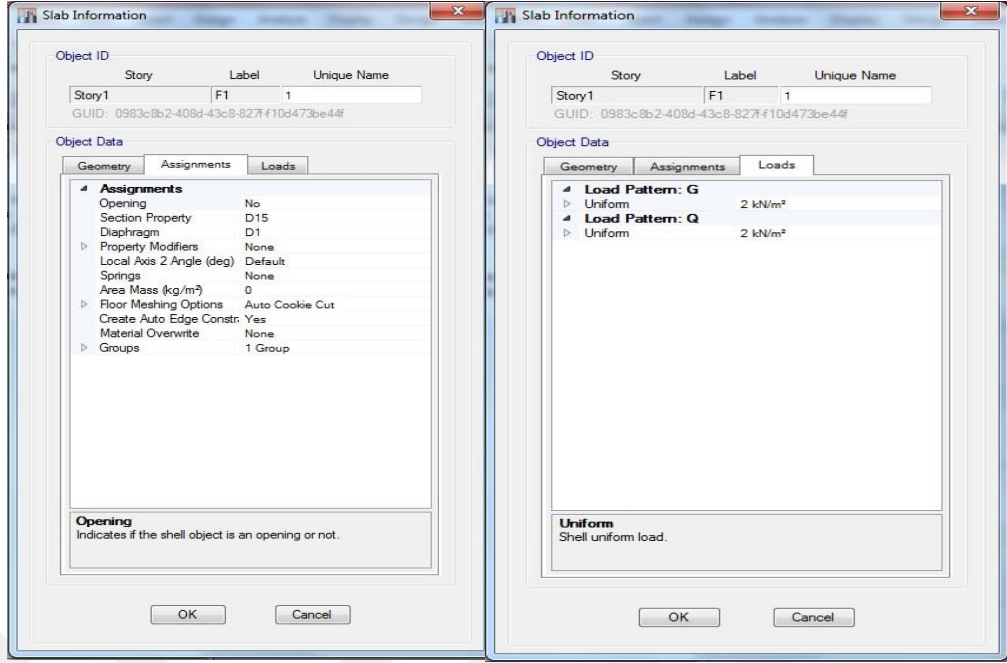 Slab Information
Object ID
Story Label Unique Name
Story1 F1 1
GUID: 0983c8b2-408d-43c8-827f-f10d473be44f
Object Data
Geometry Assignments Loads
Assignments
Opening No
Section Property D15
Diaphragm D1
Property Modifiers None
Local Axis 2 Angle (deg) Default
Springs None
Area Mass (kg/m²) 0
Floor Meshing Options Auto Cookie Cut
Create Auto Edge Constr Yes
Material Overwrite None
Groups 1 Group
Opening
Indicates if the shell object is an opening or not.
OK Cancel
Slab Information
Object ID
Story Label Unique Name
Story1 F1 1
GUID: 0983c8b2-408d-43c8-827f-f10d473be44f
Object Data
Geometry Assignments Loads
Load Pattern: G
Uniform 2 kN/m²
Load Pattern: Q
Uniform 2 kN/m²
Uniform
Shell uniform load.
OK Cancel